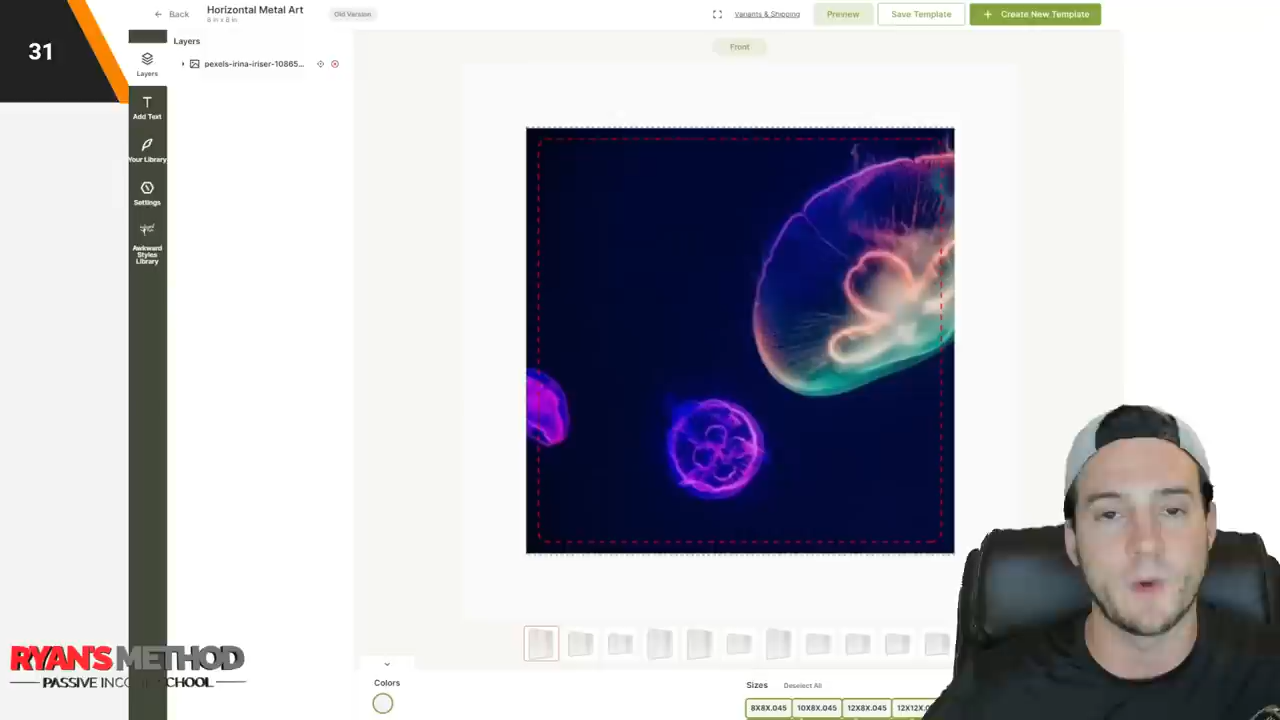 31
Back
Horizontal Metal Art
8 in x 8 in
Old Version
Variants & Shipping
Preview
Save Template
+ Create New Template
Layers
Front
Layers
pexels-irina-iriser-10865...
Add Text
Your Library
Settings
Awkward
Styles
Library
RYAN'S METHOD
PASSIVE INCOME SCHOOL
Colors
Sizes
Deselect All
8X8X.045
10X8X.045
12X8X.045